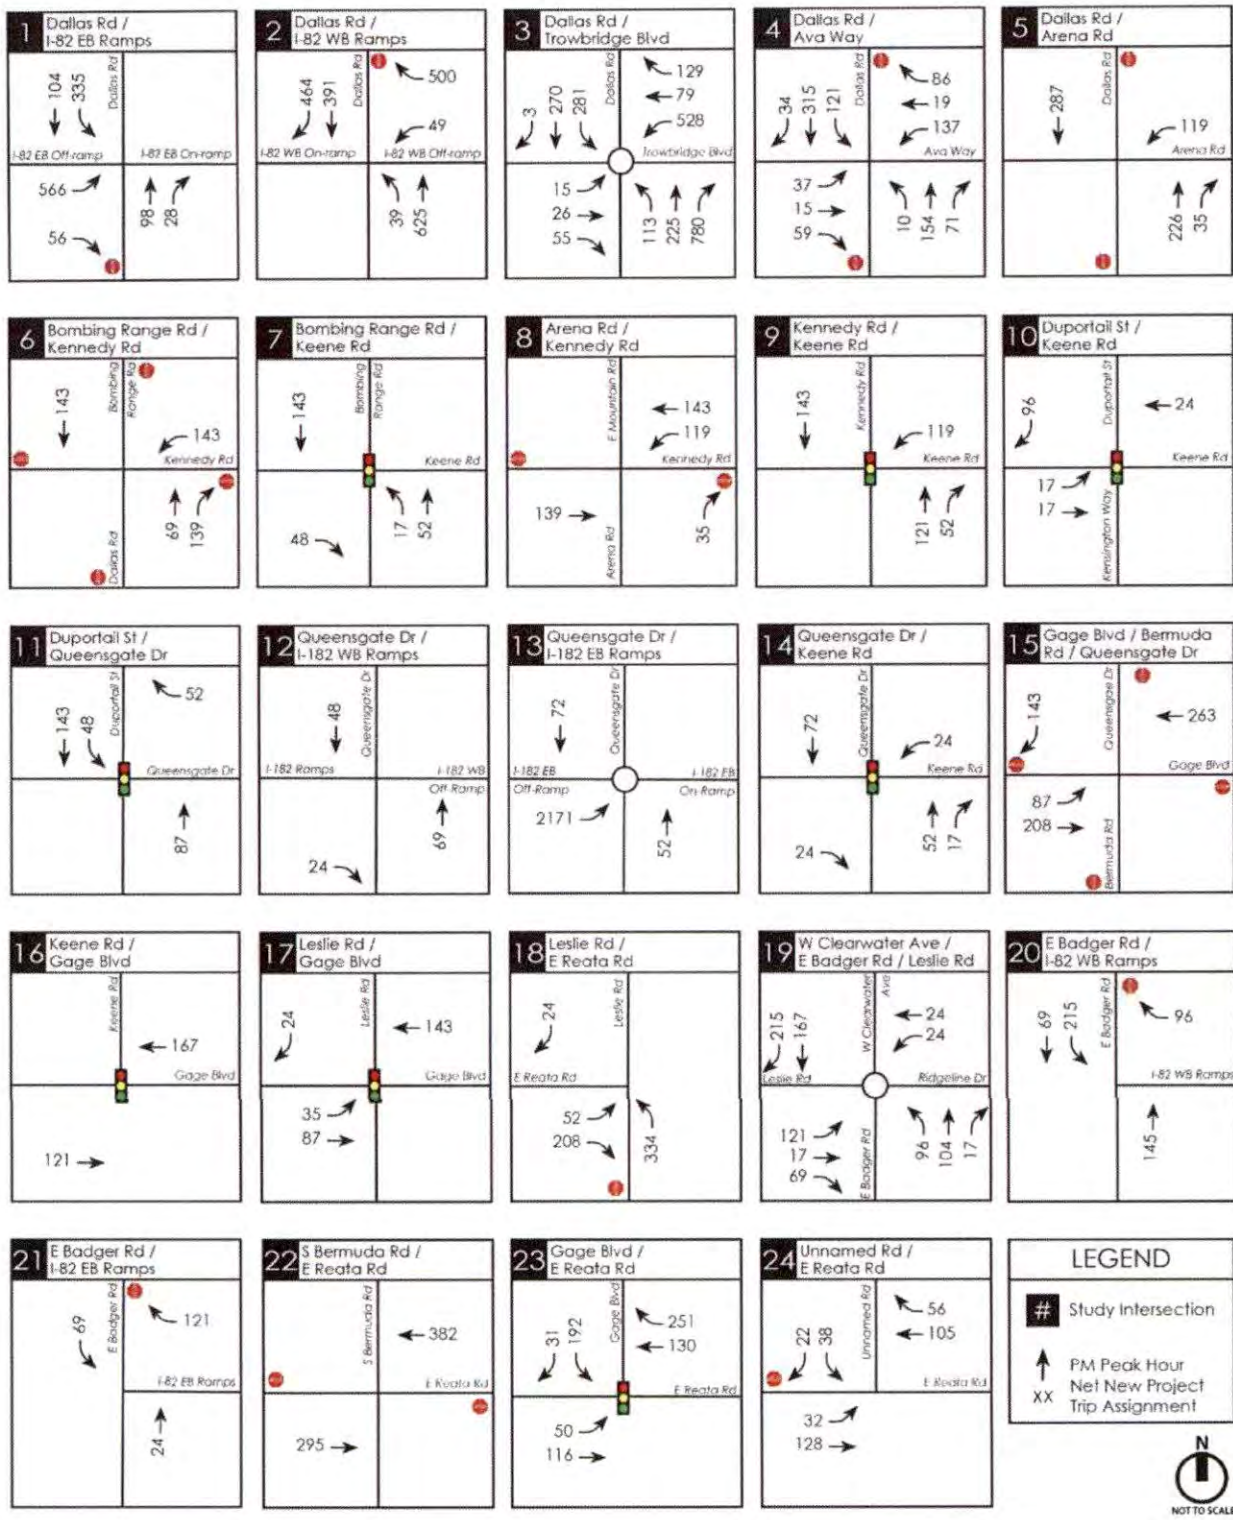 1 Dallas Rd /
I-82 EB Ramps
104
335
Dallas Rd
I-82 EB Off-ramp
I-82 EB On-ramp
566
56
98
28
2 Dallas Rd /
I-82 WB Ramps
464
391
Dallas Rd
500
49
I-82 WB On-ramp
I-82 WB Off-ramp
39
625
3 Dallas Rd /
Trowbridge Blvd
3
270
281
Dallas Rd
129
79
528
Trowbridge Blvd
15
26
55
113
225
780
4 Dallas Rd /
Ava Way
34
315
121
Dallas Rd
86
19
137
Ava Way
37
15
59
10
154
71
5 Dallas Rd /
Arena Rd
287
Dallas Rd
119
Arena Rd
226
35
6 Bombing Range Rd /
Kennedy Rd
143
Bombing
Range Rd
143
Kennedy Rd
69
139
Dallas Rd
7 Bombing Range Rd /
Keene Rd
143
Bombing
Range Rd
Keene Rd
48
17
52
8 Arena Rd /
Kennedy Rd
E Mountain Rd
143
119
Kennedy Rd
139
Arena Rd
35
9 Kennedy Rd /
Keene Rd
143
Kennedy Rd
119
Keene Rd
121
52
10 Duportail St /
Keene Rd
96
Duportail St
24
Keene Rd
17
17
Kensington Way
11 Duportail St /
Queensgate Dr
143
48
Duportail St
52
Queensgate Dr
87
12 Queensgate Dr /
I-182 WB Ramps
48
Queensgate Dr
I-182 Ramps
I-182 WB
Off-Ramp
24
69
13 Queensgate Dr /
I-182 EB Ramps
72
Queensgate Dr
I-182 EB
Off-Ramp
I-182 EB
On-Ramp
2171
52
14 Queensgate Dr /
Keene Rd
72
Queensgate Dr
24
Keene Rd
24
52
17
15 Gage Blvd / Bermuda
Rd / Queensgate Dr
143
Queensgae Dr
263
Gage Blvd
87
208
Bermuda Rd
16 Keene Rd /
Gage Blvd
Keene Rd
167
Gage Blvd
121
17 Leslie Rd /
Gage Blvd
24
Leslie Rd
143
Gage Blvd
35
87
18 Leslie Rd /
E Reata Rd
24
Leslie Rd
E Reata Rd
52
208
334
19 W Clearwater Ave /
E Badger Rd / Leslie Rd
215
167
W Clearwater
Ave
24
24
Leslie Rd
Ridgeline Dr
121
17
69
E Badger Rd
96
104
17
20 E Badger Rd /
I-82 WB Ramps
69
215
E Badger Rd
96
I-82 WB Ramps
145
21 E Badger Rd /
I-82 EB Ramps
69
E Badger Rd
121
I-82 EB Ramps
24
22 S Bermuda Rd /
E Reata Rd
S Bermuda Rd
382
E Reata Rd
295
23 Gage Blvd /
E Reata Rd
31
192
Gage Blvd
251
130
E Reata Rd
50
116
24 Unnamed Rd /
E Reata Rd
22
38
Unnamed Rd
56
105
E Reata Rd
32
128
LEGEND
# Study Intersection
PM Peak Hour
Net New Project
XX Trip Assignment
N
NOT TO SCALE